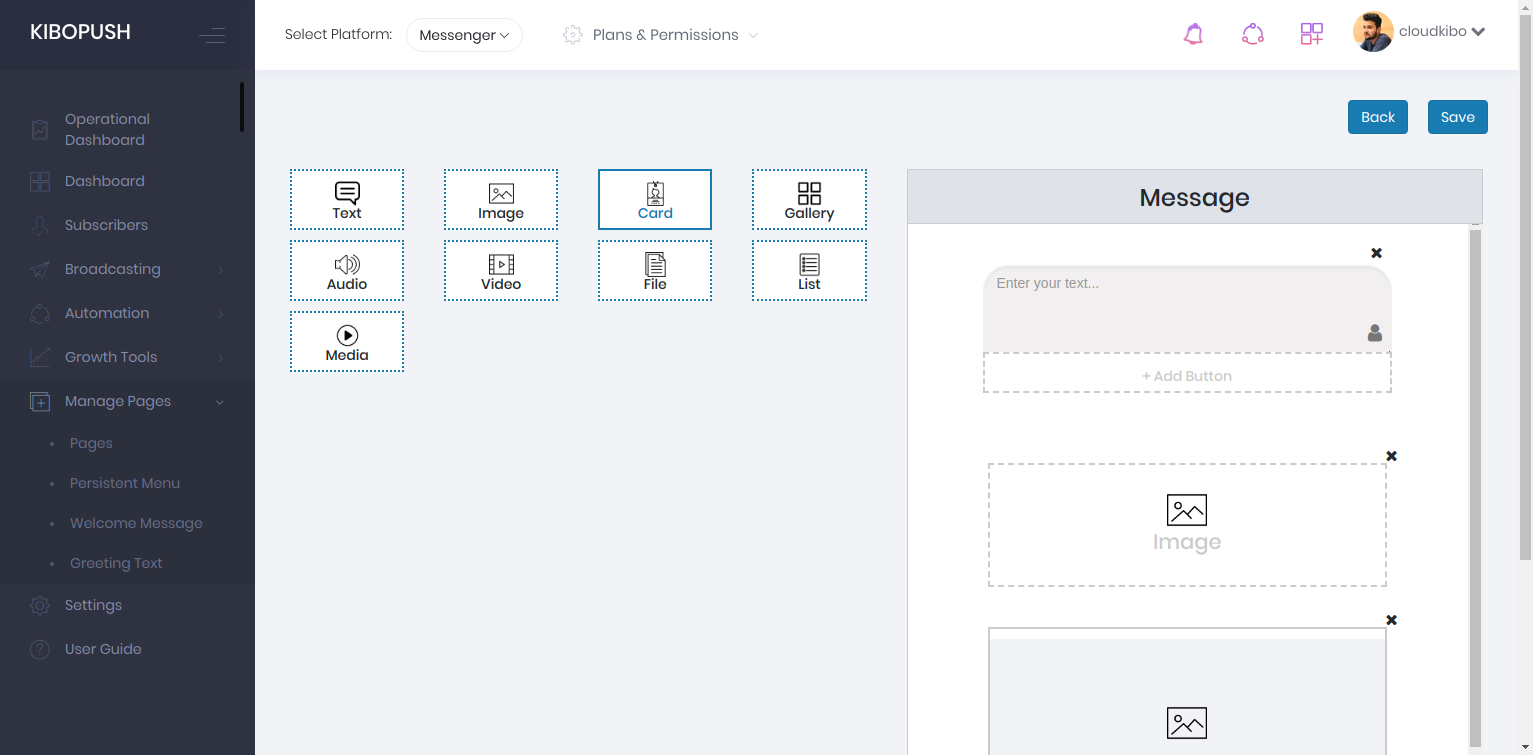 KIBOPUSH
Select Platform: Messenger Plans & Permissions cloudkibo
Operational
Dashboard
Dashboard
Subscribers
Broadcasting
Automation
Growth Tools
Manage Pages
Pages
Persistent Menu
Welcome Message
Greeting Text
Settings
User Guide
Back Save
Text Image Card Gallery
Audio Video File List
Media
Message
Enter your text...
+ Add Button
Image